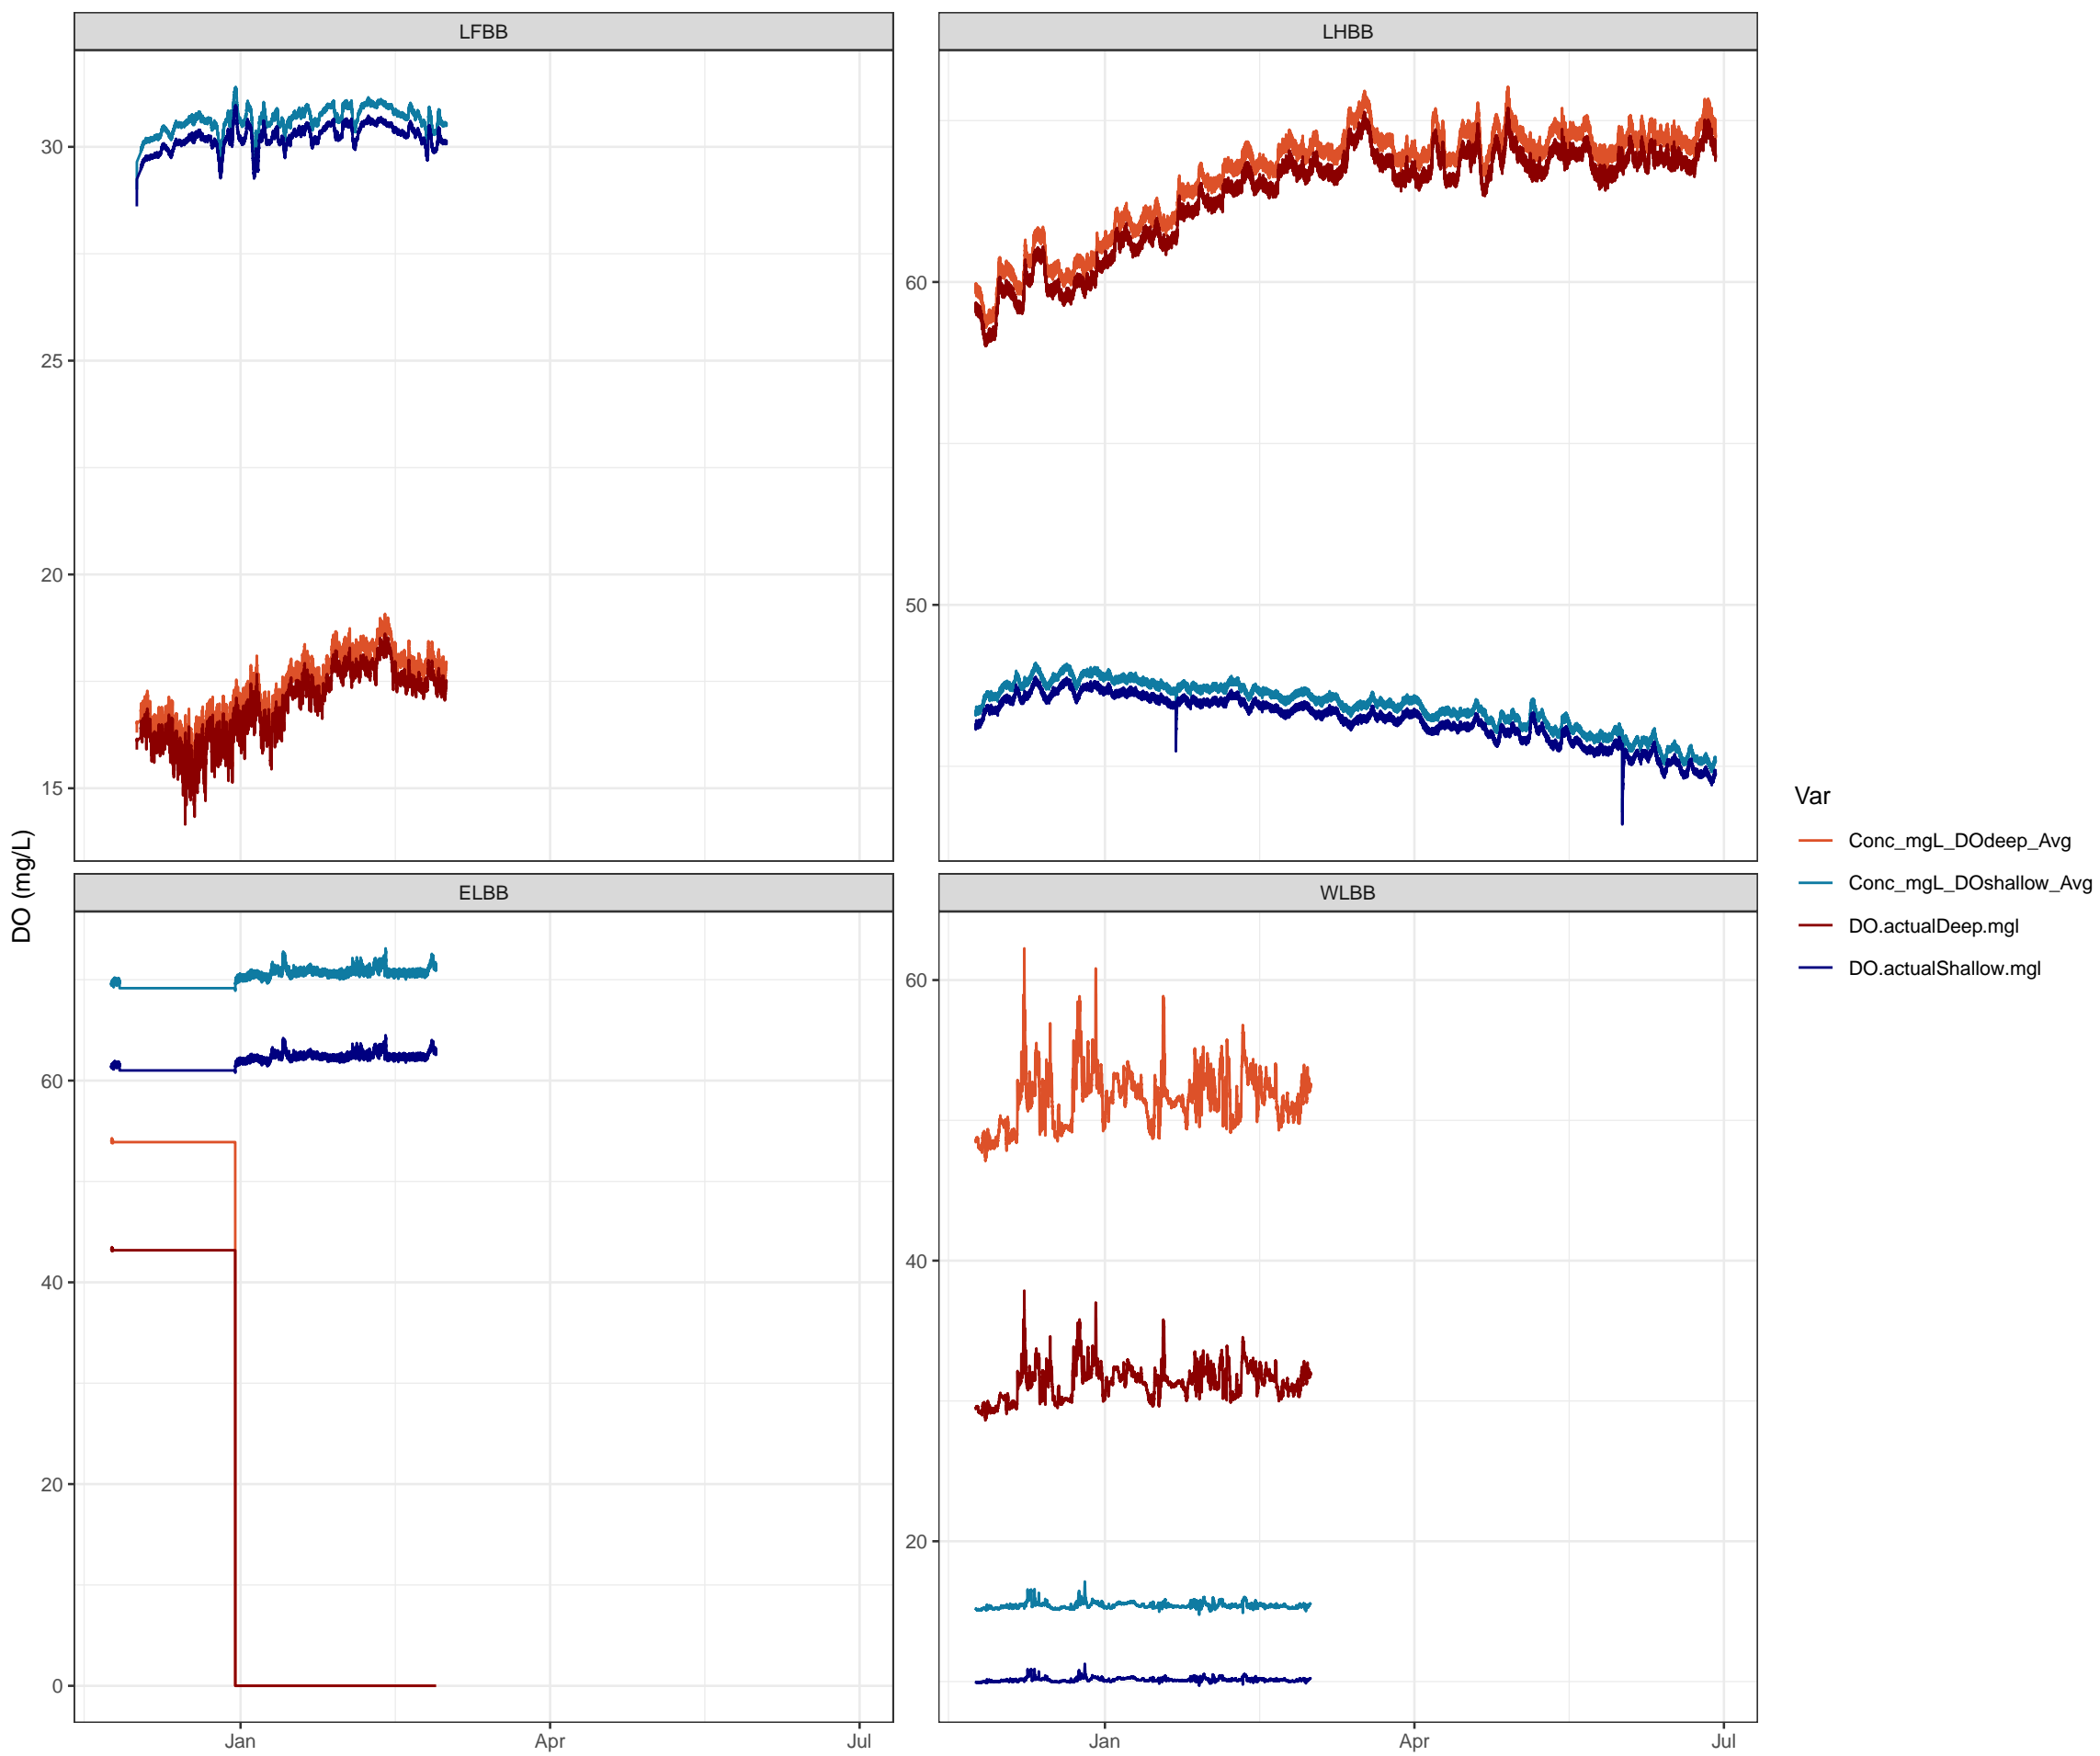 LFBB
LHBB
30
25
20
15
60
50
DO (mg/L)
ELBB
WLBB
60
40
20
0
60
40
20
Jan
Apr
Jul
Jan
Apr
Jul
Var
Conc_mgL_DOdeep_Avg
Conc_mgL_DOshallow_Avg
DO.actualDeep.mgl
DO.actualShallow.mgl